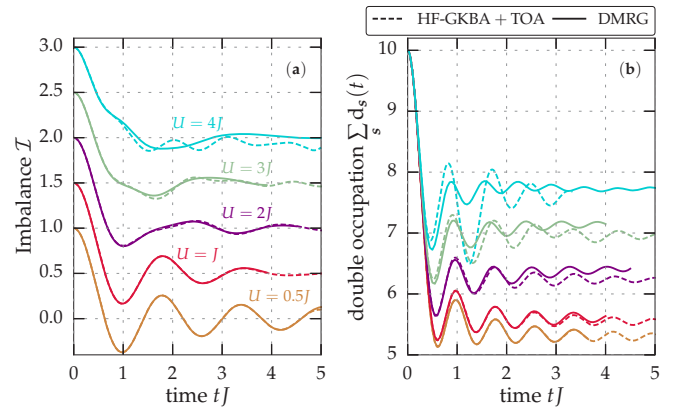 HF-GKBA + TOA DMRG
(a)
3.0
2.5
2.0
1.5
1.0
0.5
0.0
Imbalance ℐ
U = 4J
U = 3J
U = 2J
U = J
U = 0.5J
0 1 2 3 4 5
time tJ
(b)
10
9
8
7
6
5
double occupation ∑ₛ dₛ(t)
0 1 2 3 4 5
time tJ